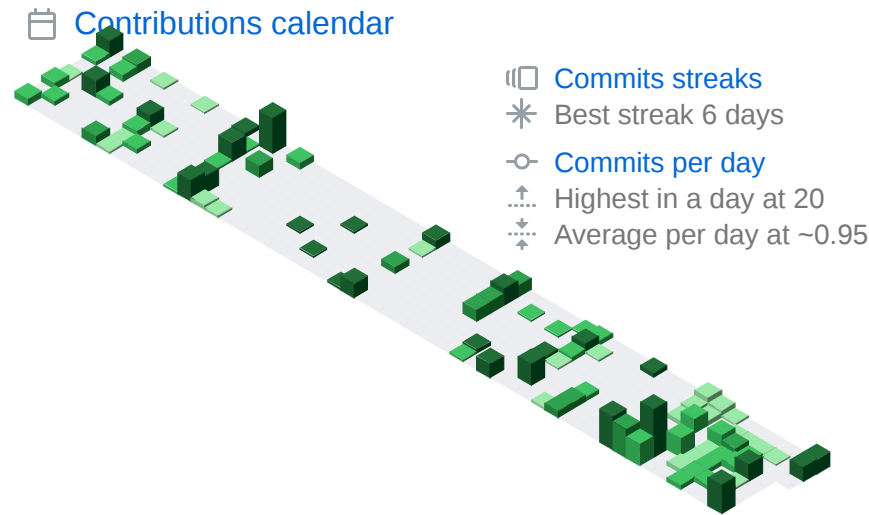 Contributions calendar
Commits streaks
Best streak 6 days
Commits per day
Highest in a day at 20
Average per day at ~0.95